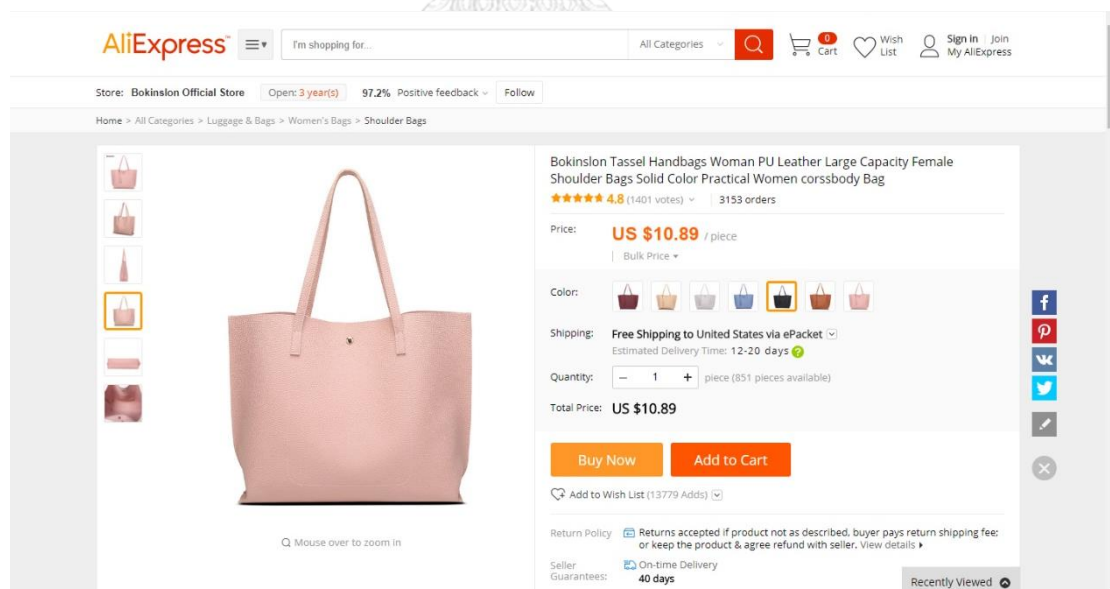 AliExpress™
I'm shopping for...
All Categories
0
Cart
Wish
List
Sign in | Join
My AliExpress
Store: Bokinslon Official Store Open: 3 year(s) 97.2% Positive feedback Follow
Home > All Categories > Luggage & Bags > Women's Bags > Shoulder Bags
Bokinslon Tassel Handbags Woman PU Leather Large Capacity Female
Shoulder Bags Solid Color Practical Women corssbody Bag
4.8 (1401 votes) 3153 orders
Price: US $10.89 / piece
Bulk Price
Color:
Shipping: Free Shipping to United States via ePacket
Estimated Delivery Time: 12-20 days ?
Quantity: – 1 + piece (851 pieces available)
Total Price: US $10.89
Buy Now Add to Cart
Add to Wish List (13779 Adds)
Mouse over to zoom in
Return Policy Returns accepted if product not as described, buyer pays return shipping fee;
or keep the product & agree refund with seller. View details
Seller
Guarantees:
On-time Delivery
40 days
Recently Viewed